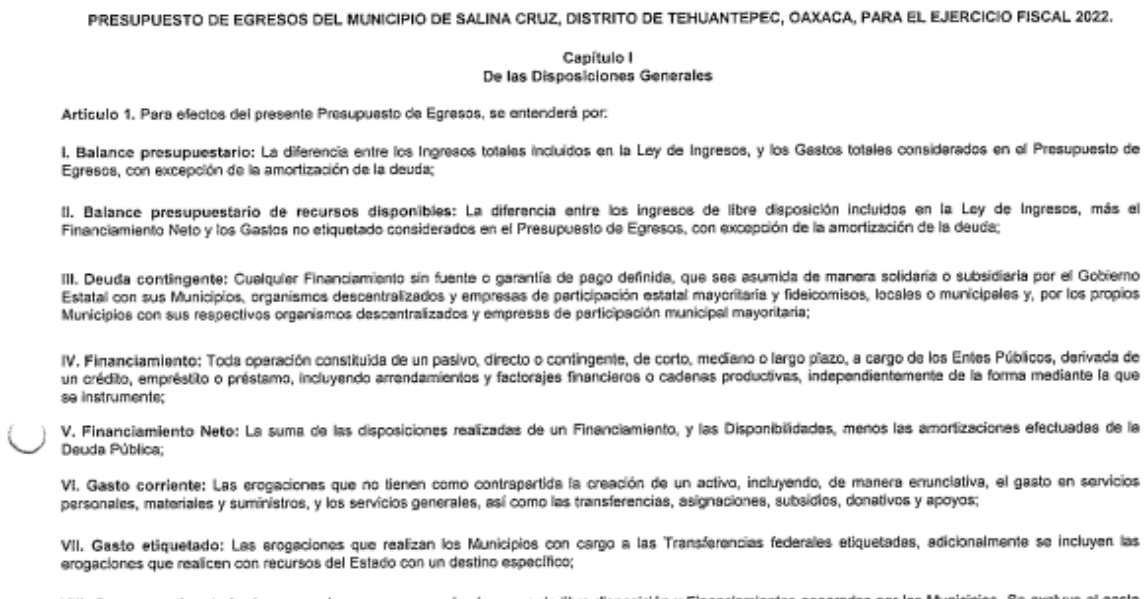 PRESUPUESTO DE EGRESOS DEL MUNICIPIO DE SALINA CRUZ, DISTRITO DE TEHUANTEPEC, OAXACA, PARA EL EJERCICIO FISCAL 2022.
Capítulo I
De las Disposiciones Generales
Artículo 1. Para efectos del presente Presupuesto de Egresos, se entenderá por:
I. Balance presupuestario: La diferencia entre los Ingresos totales incluidos en la Ley de Ingresos, y los Gastos totales considerados en el Presupuesto de
Egresos, con excepción de la amortización de la deuda;
II. Balance presupuestario de recursos disponibles: La diferencia entre los ingresos de libre disposición incluidos en la Ley de Ingresos, más el
Financiamiento Neto y los Gastos no etiquetado considerados en el Presupuesto de Egresos, con excepción de la amortización de la deuda;
III. Deuda contingente: Cualquier Financiamiento sin fuente o garantía de pago definida, que sea asumida de manera solidaria o subsidiaria por el Gobierno
Estatal con sus Municipios, organismos descentralizados y empresas de participación estatal mayoritaria y fideicomisos, locales o municipales y, por los propios
Municipios con sus respectivos organismos descentralizados y empresas de participación municipal mayoritaria;
IV. Financiamiento: Toda operación constituida de un pasivo, directo o contingente, de corto, mediano o largo plazo, a cargo de los Entes Públicos, derivada de
un crédito, empréstito o préstamo, incluyendo arrendamientos y factorajes financieros o cadenas productivas, independientemente de la forma mediante la que
se instrumente;
V. Financiamiento Neto: La suma de las disposiciones realizadas de un Financiamiento, y las Disponibilidades, menos las amortizaciones efectuadas de la
Deuda Pública;
VI. Gasto corriente: Las erogaciones que no tienen como contrapartida la creación de un activo, incluyendo, de manera enunciativa, el gasto en servicios
personales, materiales y suministros, y los servicios generales, así como las transferencias, asignaciones, subsidios, donativos y apoyos;
VII. Gasto etiquetado: Las erogaciones que realizan los Municipios con cargo a las Transferencias federales etiquetadas, adicionalmente se incluyen las
erogaciones que realicen con recursos del Estado con un destino específico;
libre disposición y Financiamientos por los Municipios. Se excluye el gasto